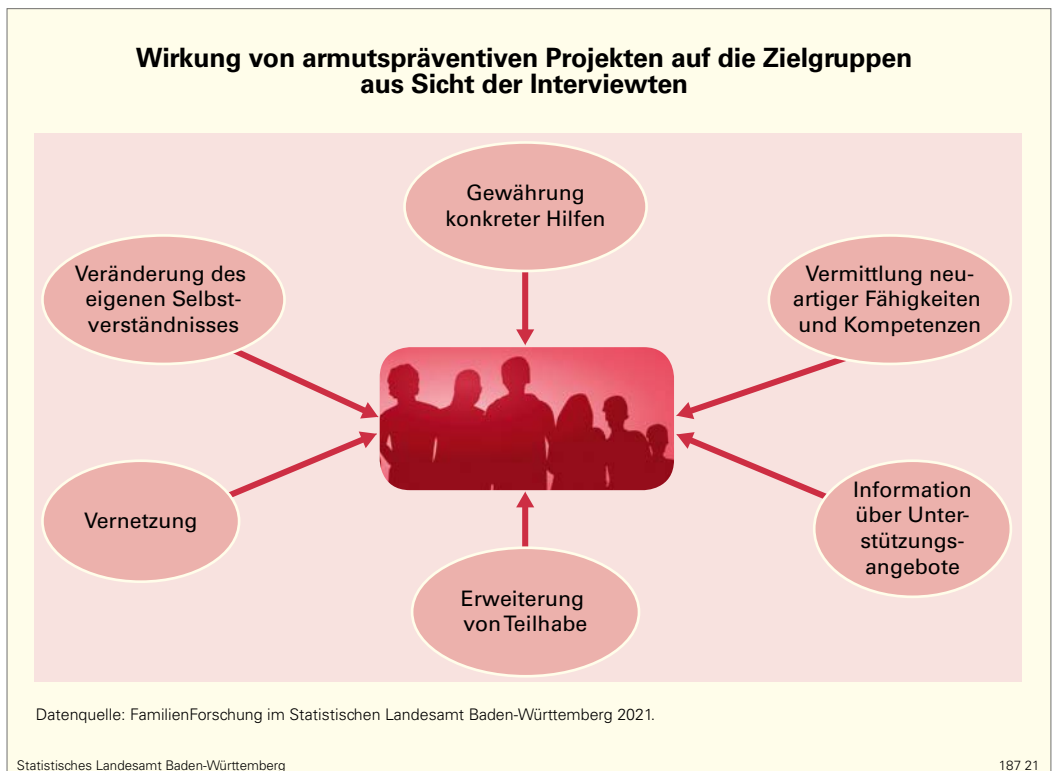 Wirkung von armutspräventiven Projekten auf die Zielgruppen
aus Sicht der Interviewten
Gewährung
konkreter Hilfen
Veränderung des
eigenen Selbst-
verständnisses
Vermittlung neu-
artiger Fähigkeiten
und Kompetenzen
Vernetzung
Information
über Unter-
stützungs-
angebote
Erweiterung
von Teilhabe
Datenquelle: FamilienForschung im Statistischen Landesamt Baden-Württemberg 2021.
Statistisches Landesamt Baden-Württemberg
187 21